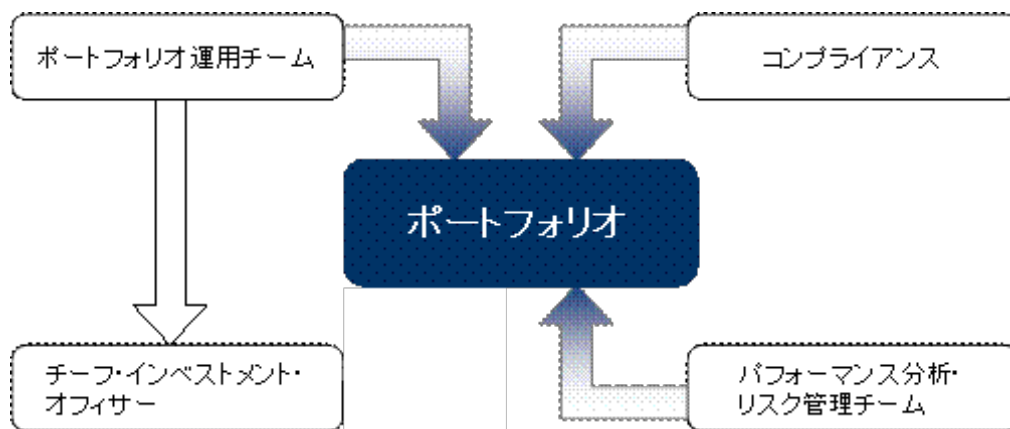 ポートフォリオ運用チーム
コンプライアンス
ポートフォリオ
チーフ・インベストメント・
オフィサー
パフォーマンス分析・
リスク管理チーム